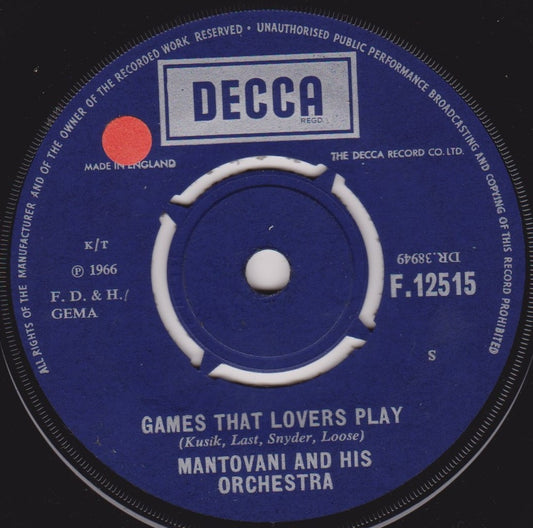 ALL RIGHTS OF THE MANUFACTURER AND OF THE OWNER OF THE RECORDED WORK RESERVED · UNAUTHORISED PUBLIC PERFORMANCE BROADCASTING AND COPYING OF THIS RECORD PROHIBITED
DECCA
REGD.
MADE IN ENGLAND
THE DECCA RECORD CO. LTD.
K/T
℗ 1966
F. D. & H./
GEMA
DR.38949
F.12515
S
GAMES THAT LOVERS PLAY
(Kusik, Last, Snyder, Loose)
MANTOVANI AND HIS
ORCHESTRA